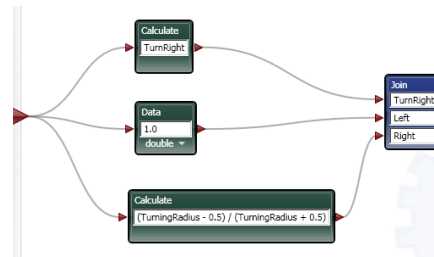 Calculate
TurnRight
Data
1.0
double
Calculate
(TurningRadius - 0.5) / (TurningRadius + 0.5)
Join
TurnRight
Left
Right